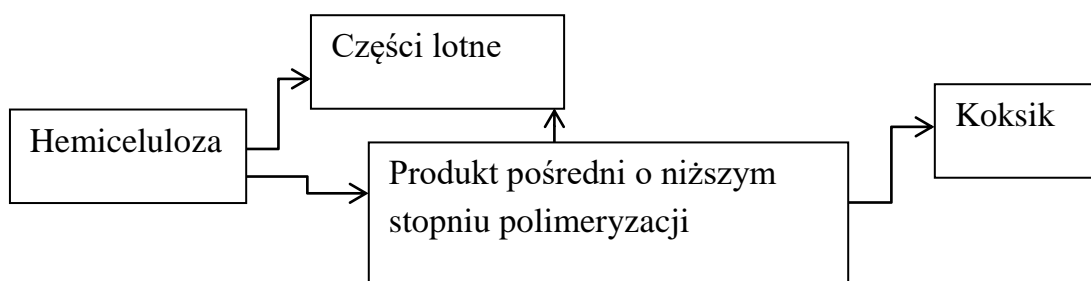 Części lotne
Hemiceluloza
Koksik
Produkt pośredni o niższym
stopniu polimeryzacji